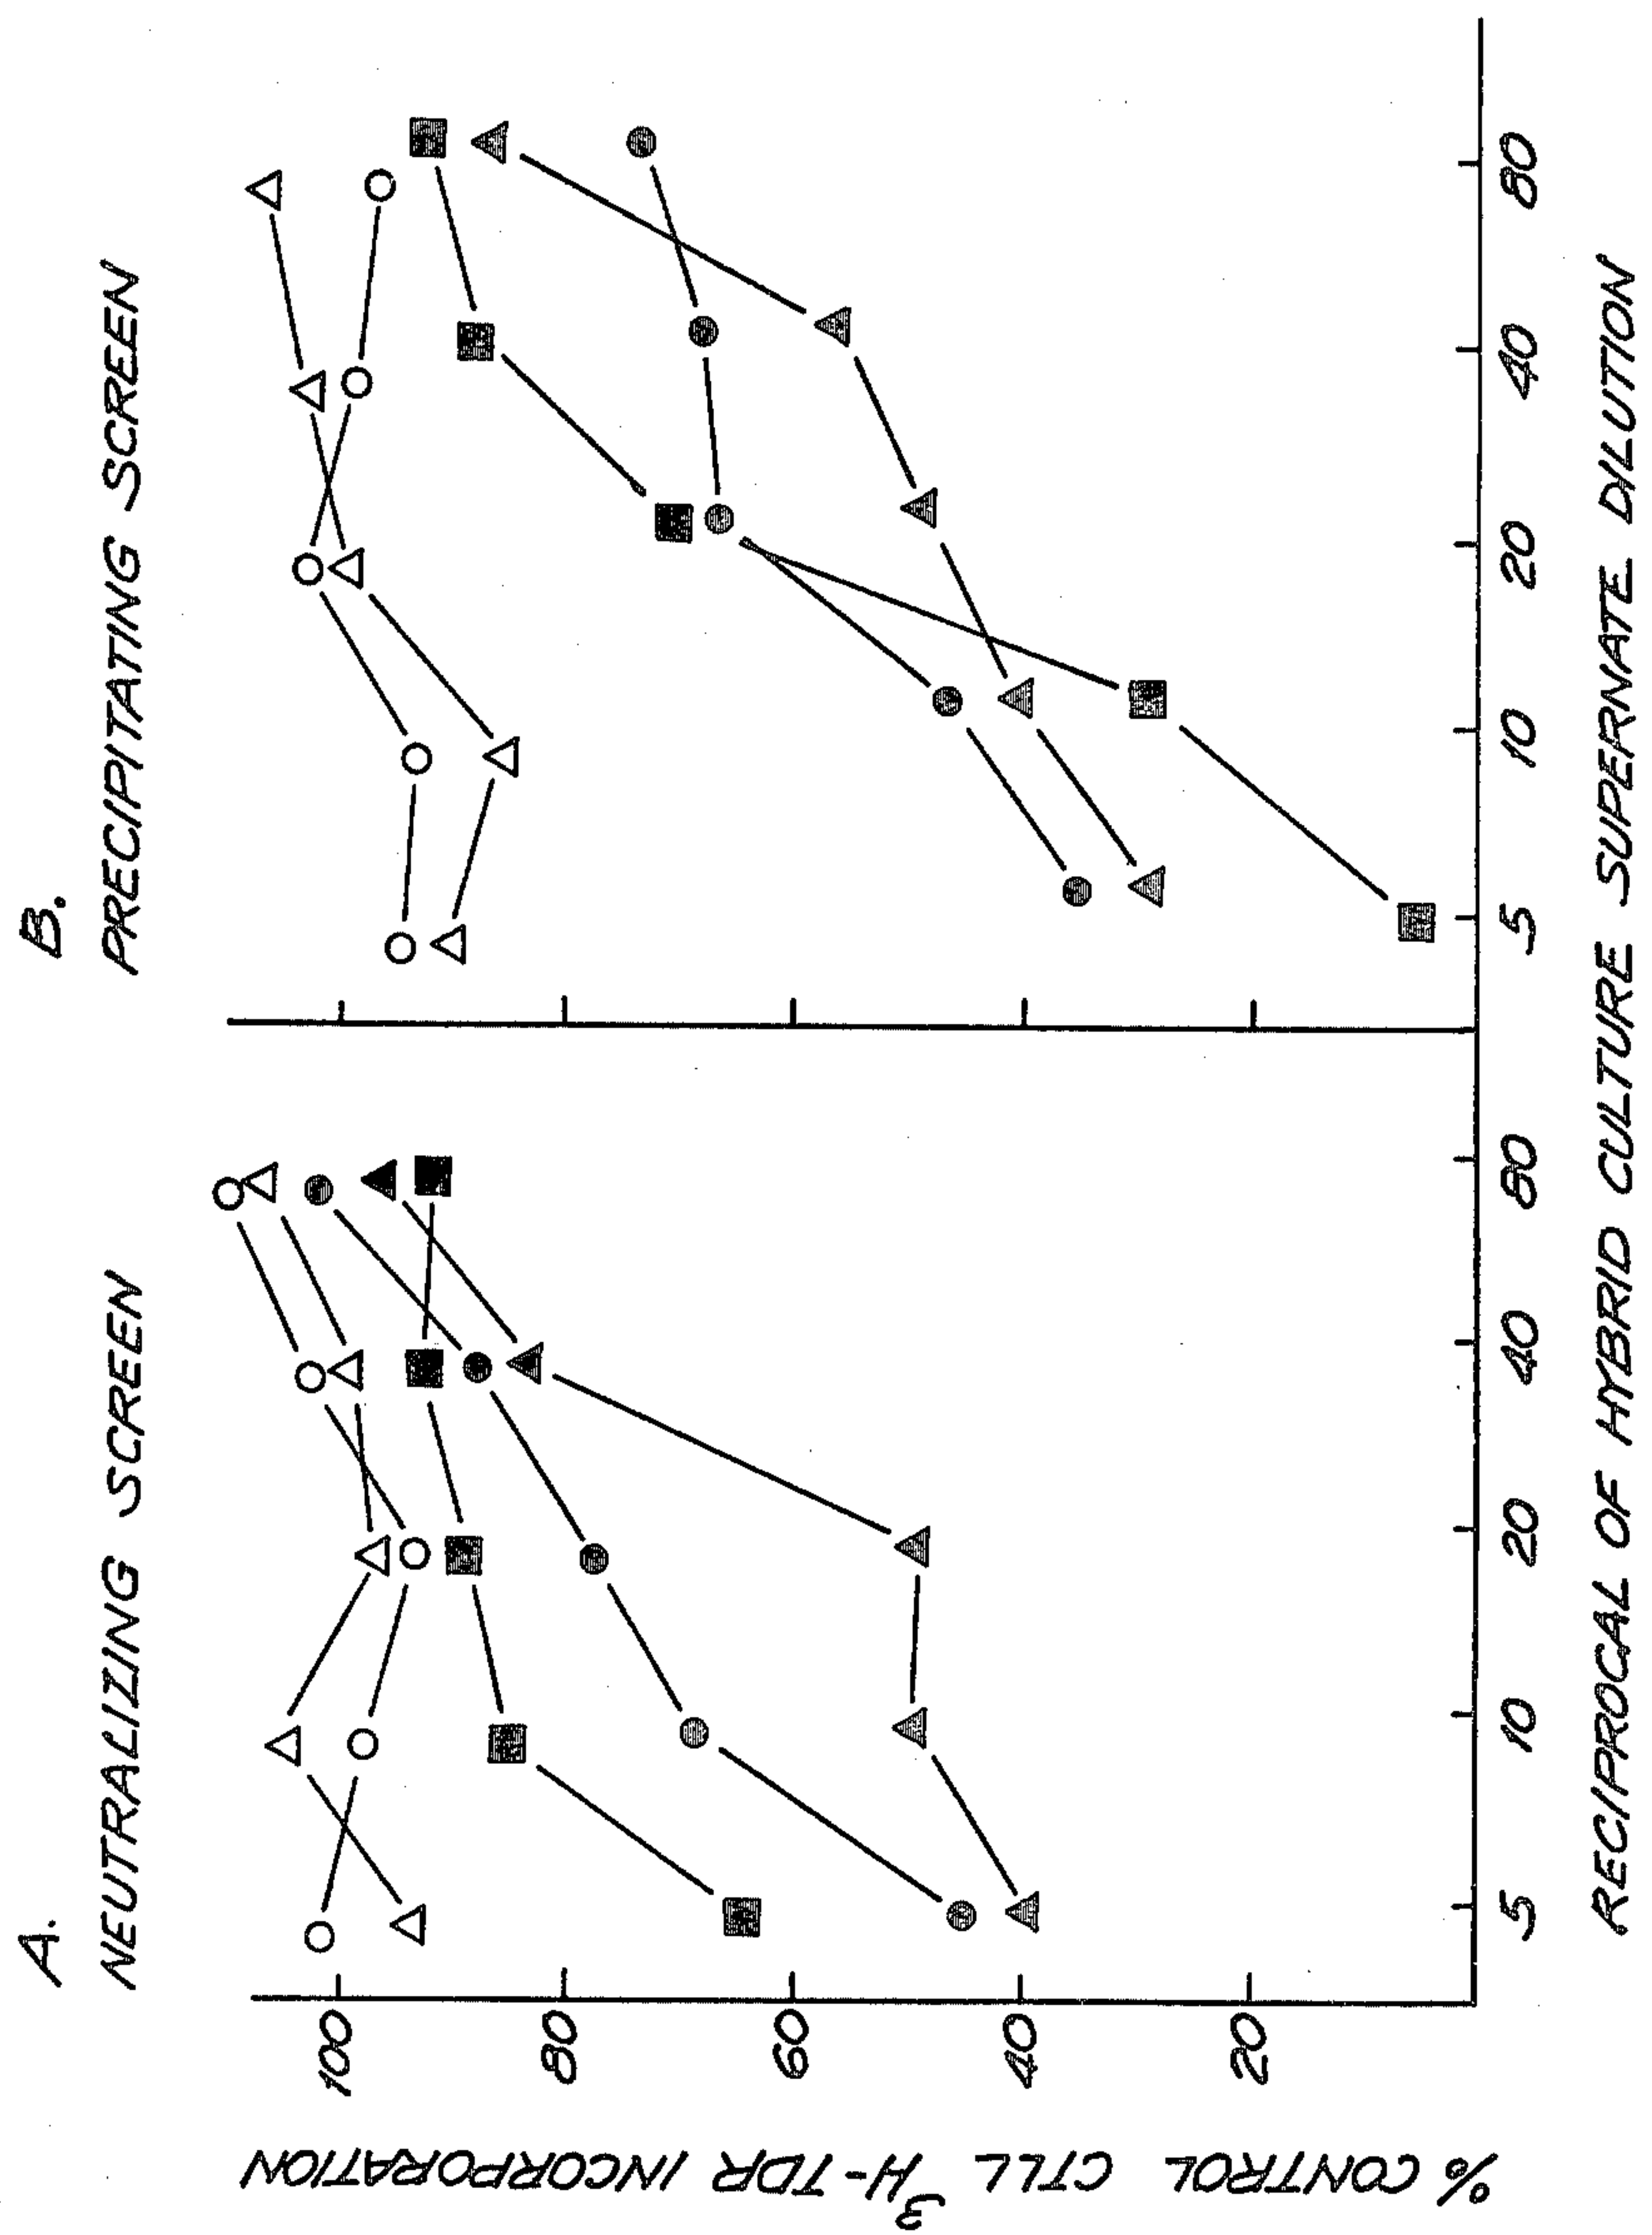 A.
NEUTRALIZING SCREEN
B.
PRECIPITATING SCREEN
% CONTROL CTLL ³H-TDR INCORPORATION
100
80
60
40
20
5 10 20 40 80
5 10 20 40 80
RECIPROCAL OF HYBRID CULTURE SUPERNATE DILUTION